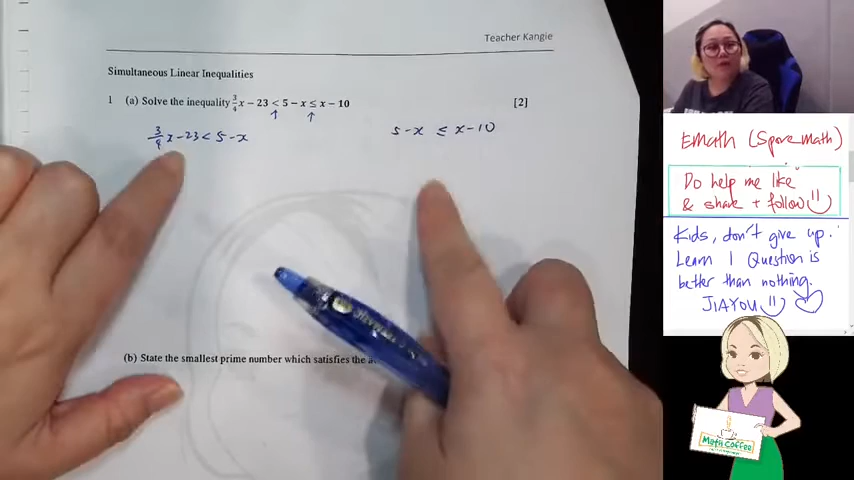 Teacher Kangie
Simultaneous Linear Inequalities
1 (a) Solve the inequality 3/4 x − 23 < 5 − x ≤ x − 10 [2]
↑ ↑
3/4 x − 23 < 5 − x
5 − x ≤ x − 10
(b) State the smallest prime number which satisfies the
Emath (Spore math)
Do help me like
& share + follow
Kids, don't give up.
Learn 1 Question is
better than nothing.
JIAYOU
Math Coffee